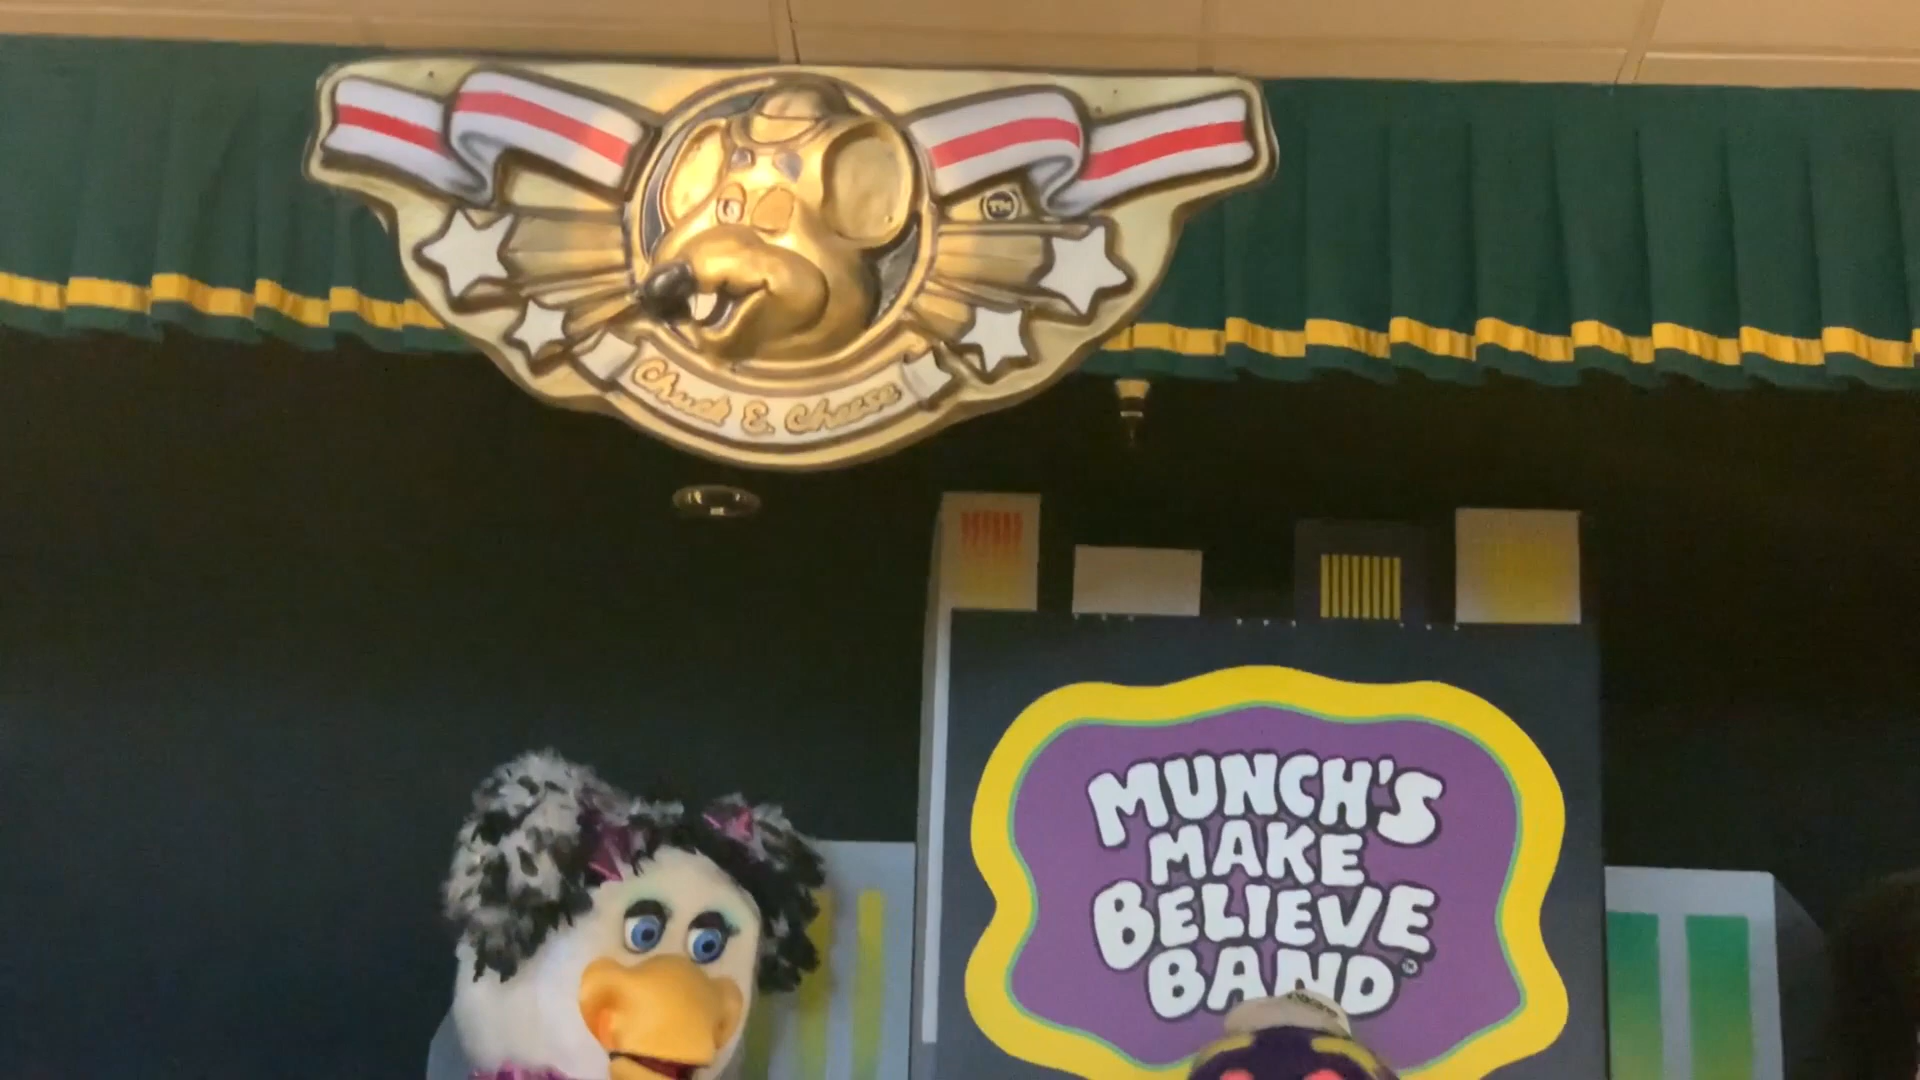 TM
Chuck E. Cheese
MUNCH'S
MAKE
BELIEVE
BAND